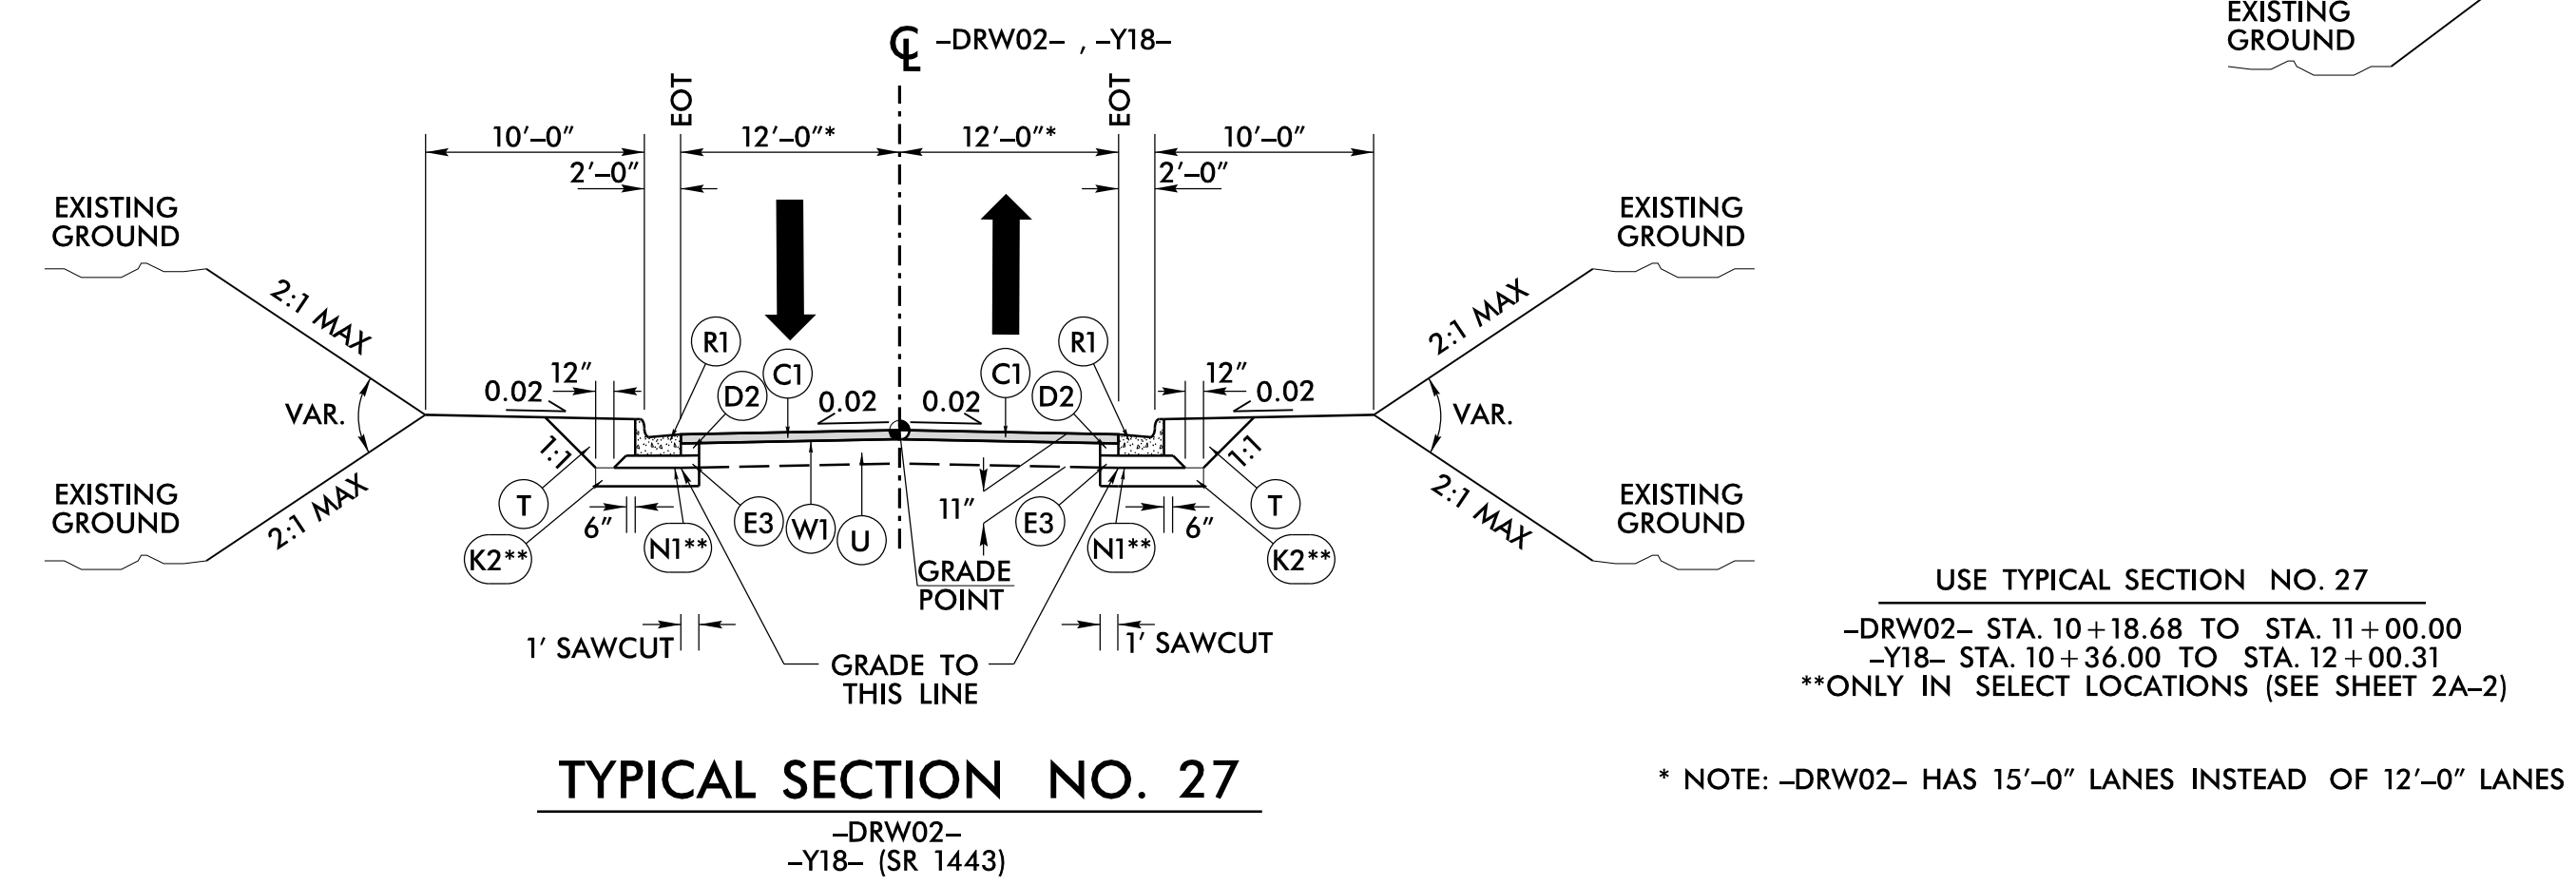 EXISTING
GROUND
℄ –DRW02– , –Y18–
EOT
EOT
10'–0"
12'–0"*
12'–0"*
10'–0"
2'–0"
2'–0"
EXISTING
GROUND
EXISTING
GROUND
2:1 MAX
2:1 MAX
R1
R1
12"
C1
C1
12"
0.02
D2
0.02
0.02
D2
0.02
VAR.
VAR.
1:1
1:1
EXISTING
GROUND
2:1 MAX
T
6"
E3
W1
U
11"
E3
6"
T
2:1 MAX
EXISTING
GROUND
K2**
N1**
N1**
K2**
GRADE
POINT
1' SAWCUT
1' SAWCUT
GRADE TO
THIS LINE
USE TYPICAL SECTION NO. 27
–DRW02– STA. 10+18.68 TO STA. 11+00.00
–Y18– STA. 10+36.00 TO STA. 12+00.31
**ONLY IN SELECT LOCATIONS (SEE SHEET 2A–2)
TYPICAL SECTION NO. 27
* NOTE: –DRW02– HAS 15'–0" LANES INSTEAD OF 12'–0" LANES
–DRW02–
–Y18– (SR 1443)